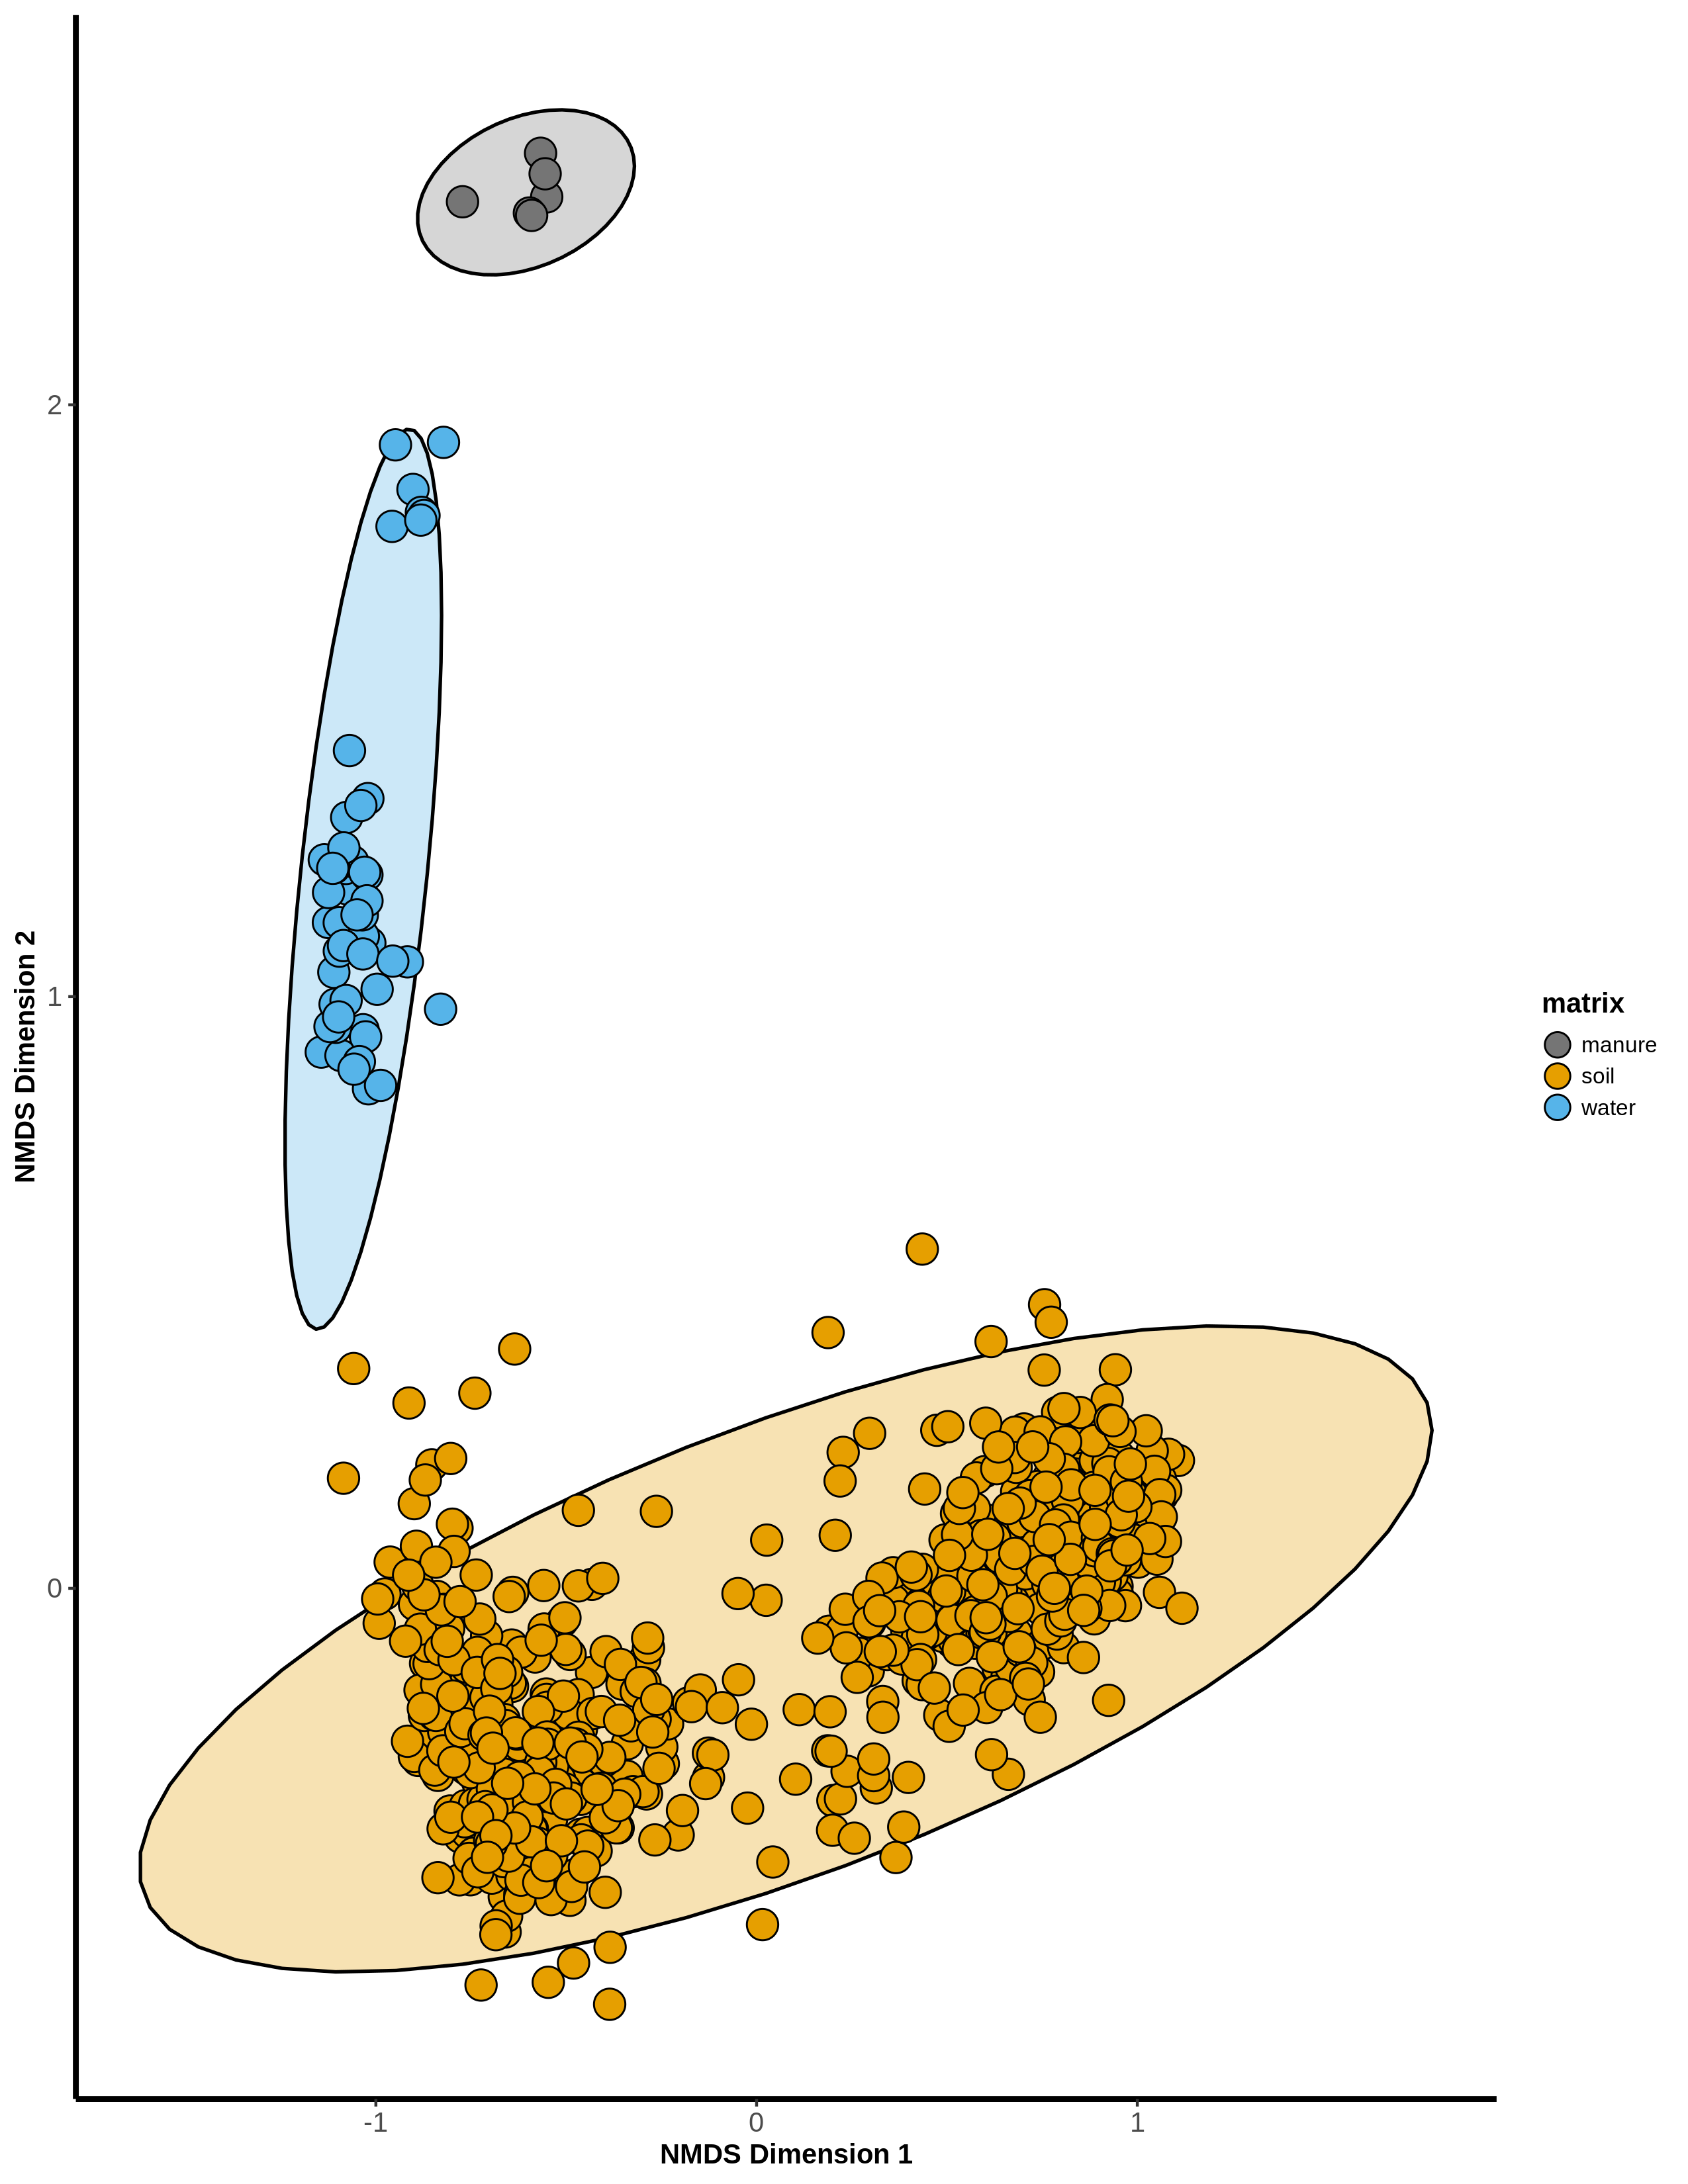 2
1
0
NMDS Dimension 2
-1
0
1
NMDS Dimension 1
matrix
manure
soil
water